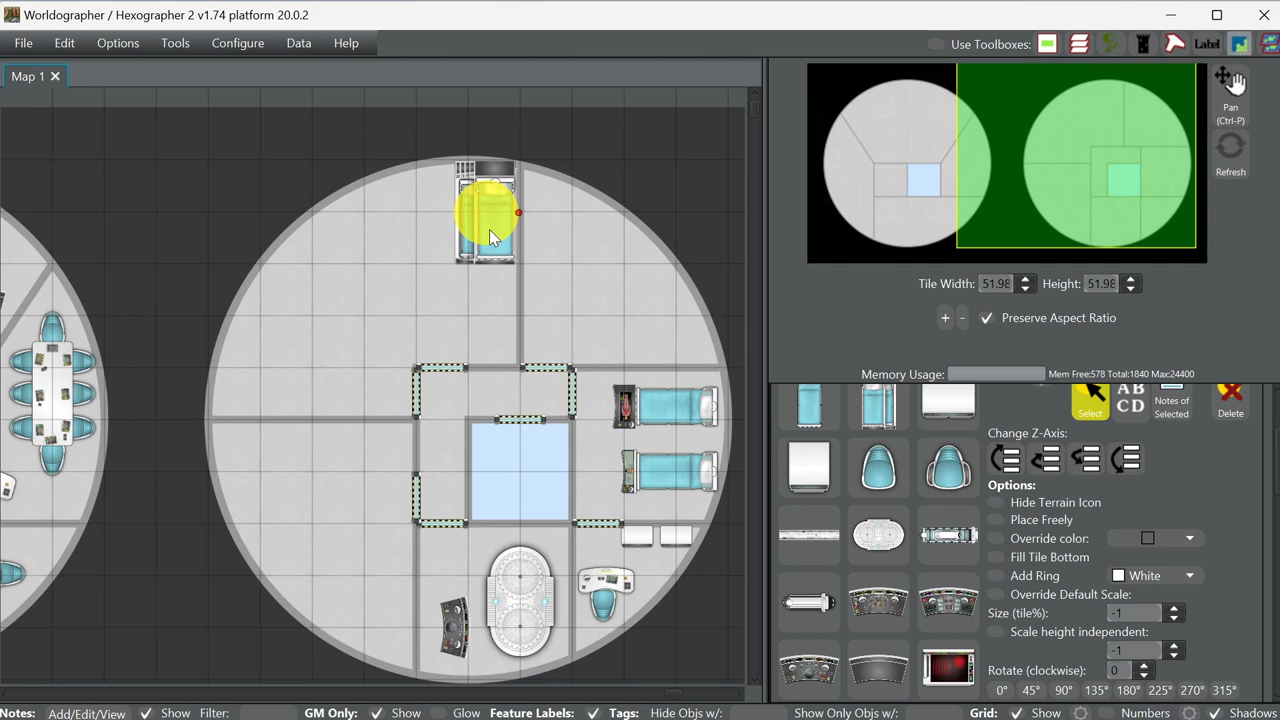 Worldographer / Hexographer 2 v1.74 platform 20.0.2
File Edit Options Tools Configure Data Help
Use Toolboxes: Label
Map 1
Pan
(Ctrl-P)
Refresh
Tile Width: 51.98 Height: 51.98
+ - Preserve Aspect Ratio
Memory Usage: Mem Free:578 Total:1840 Max:24400
Select
A B
C D
Notes of
Selected
Delete
Change Z-Axis:
Options:
Hide Terrain Icon
Place Freely
Override color:
Fill Tile Bottom
Add Ring White
Override Default Scale:
Size (tile%): -1
Scale height independent:
-1
Rotate (clockwise): 0
0° 45° 90° 135° 180° 225° 270° 315°
Notes: Add/Edit/View Show Filter: GM Only: Show Glow Feature Labels: Tags: Hide Objs w/: Show Only Objs w/: Grid: Show Numbers Shadows